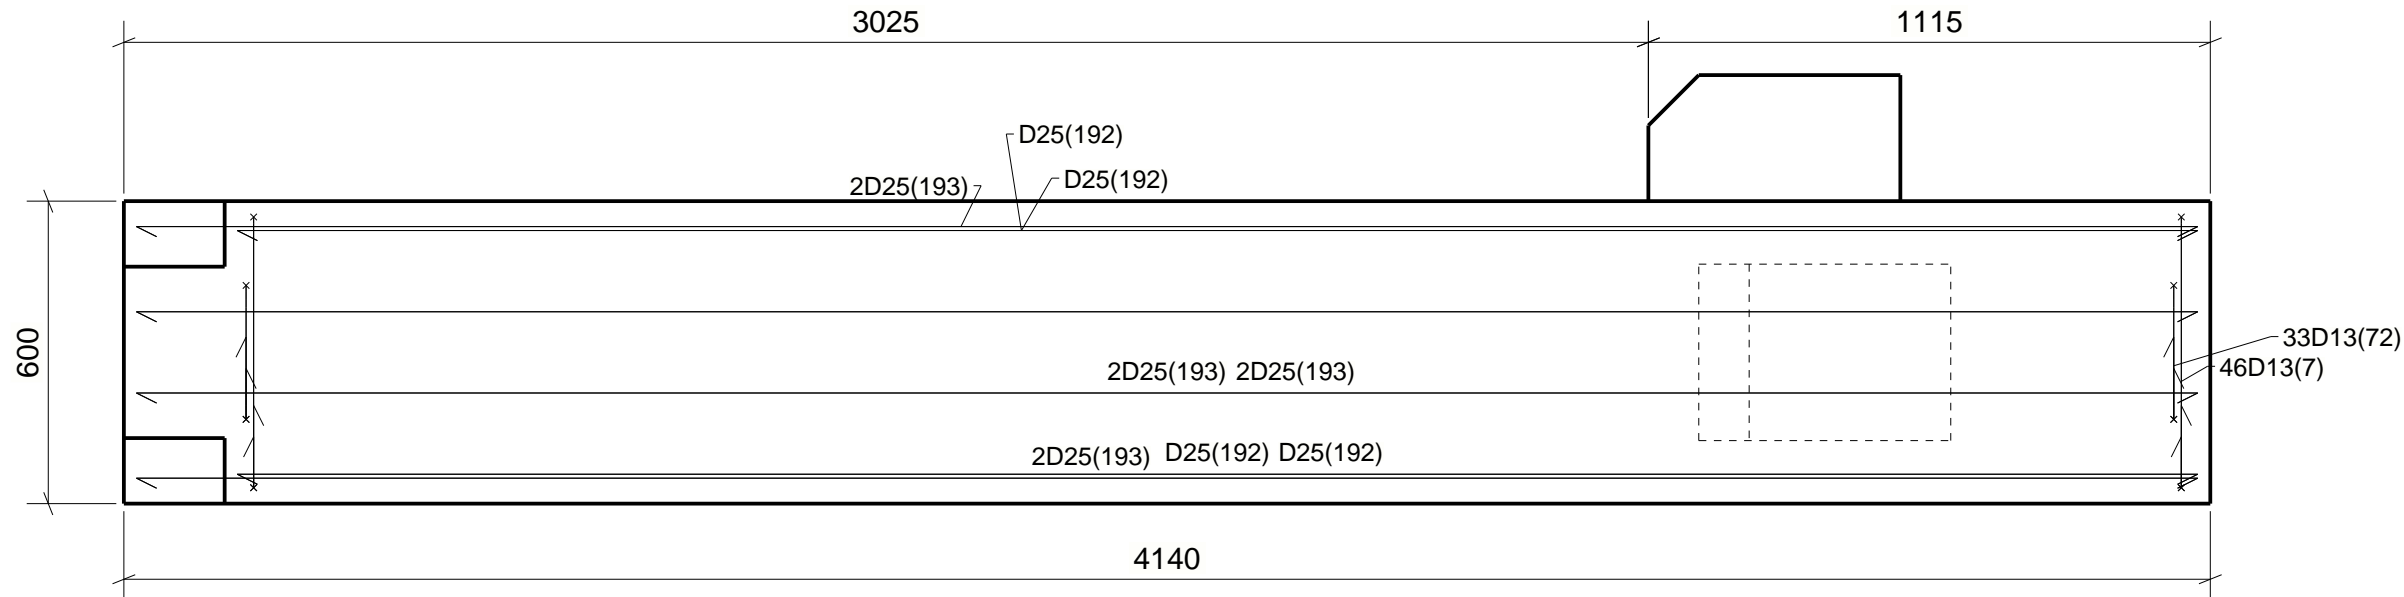 3025 1115
D25(192)
2D25(193) D25(192)
600
33D13(72)
2D25(193) 2D25(193) 46D13(7)
2D25(193) D25(192) D25(192)
4140